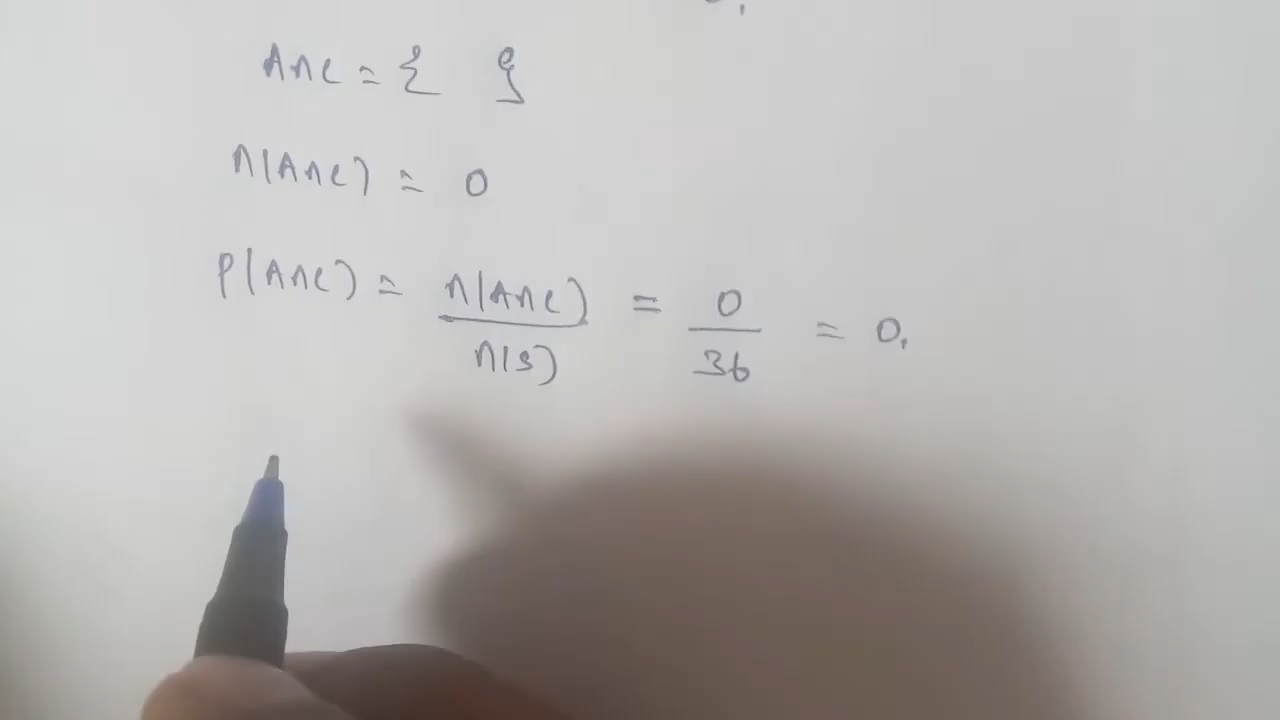 A∩C = { }
n(A∩C) = 0
P(A∩C) = n(A∩C) / n(S) = 0 / 36 = 0,